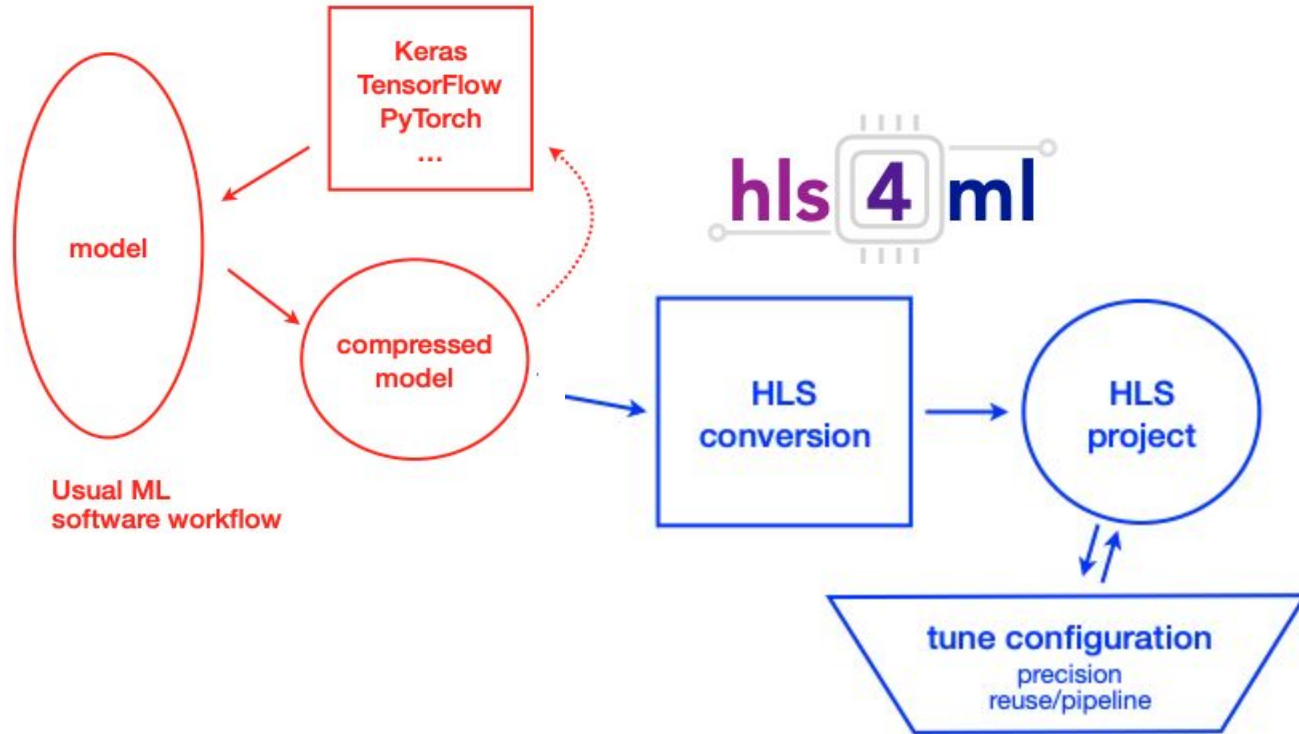 Keras
TensorFlow
PyTorch
...
model
compressed
model
Usual ML
software workflow
hls 4 ml
HLS
conversion
HLS
project
tune configuration
precision
reuse/pipeline